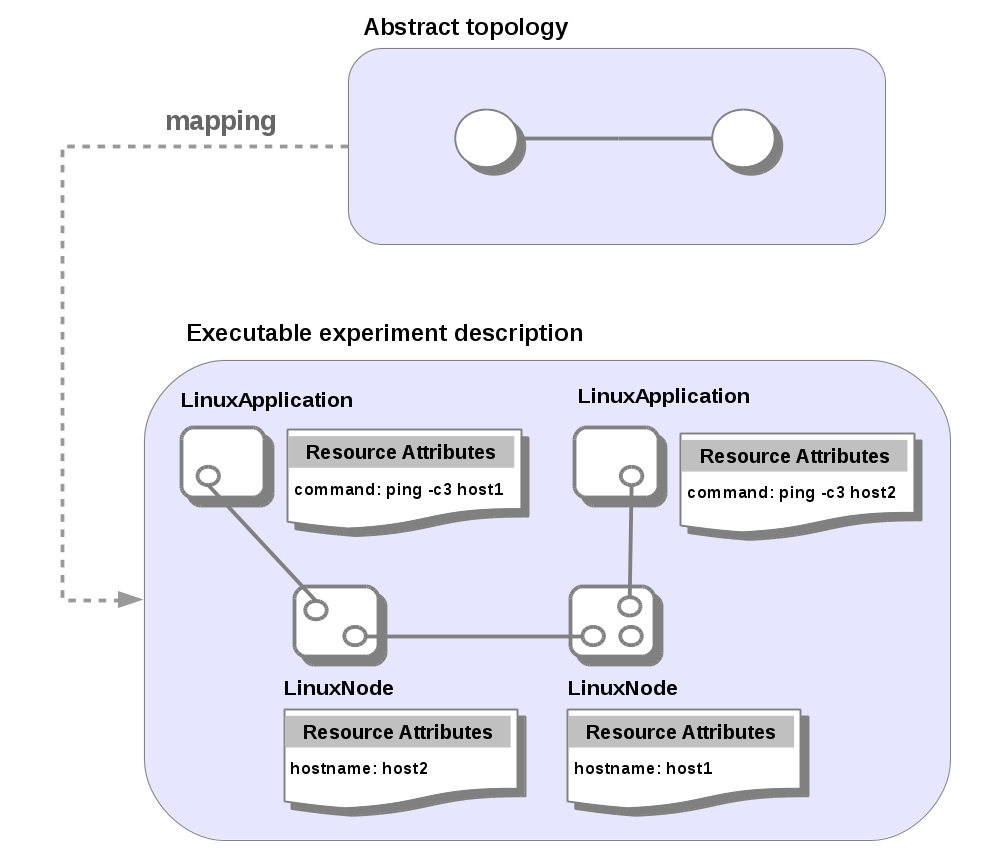 Abstract topology
mapping
Executable experiment description
LinuxApplication
LinuxApplication
Resource Attributes
command: ping -c3 host1
Resource Attributes
command: ping -c3 host2
LinuxNode
LinuxNode
Resource Attributes
hostname: host2
Resource Attributes
hostname: host1